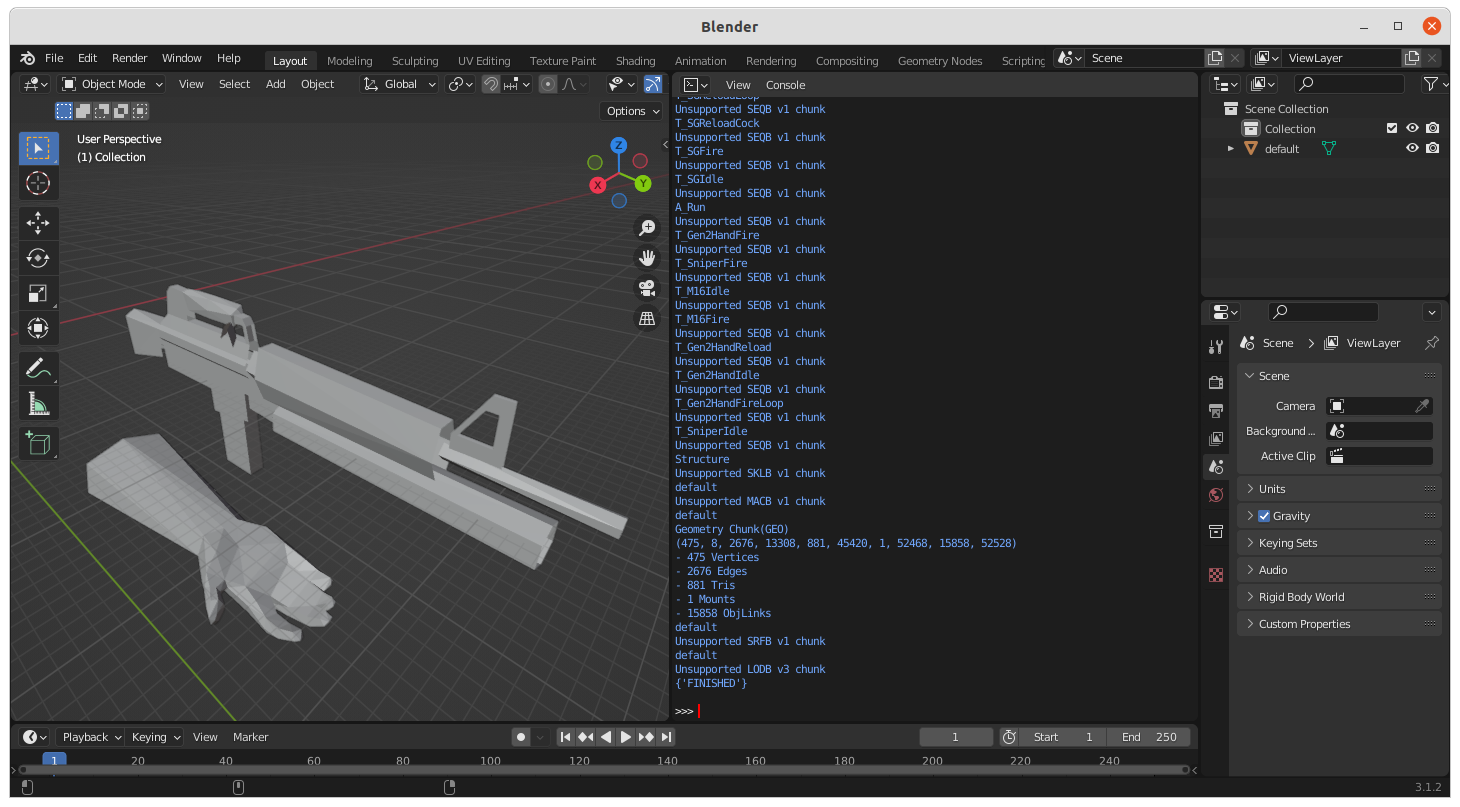 Blender
File Edit Render Window Help
Layout Modeling Sculpting UV Editing Texture Paint Shading Animation Rendering Compositing Geometry Nodes Scripting
Scene
ViewLayer
Object Mode View Select Add Object Global
Options
User Perspective
(1) Collection
Z
X
Y
View Console
T_SGReloadLoop
Unsupported SEQB v1 chunk
T_SGReloadCock
Unsupported SEQB v1 chunk
T_SGFire
Unsupported SEQB v1 chunk
T_SGIdle
Unsupported SEQB v1 chunk
A_Run
Unsupported SEQB v1 chunk
T_Gen2HandFire
Unsupported SEQB v1 chunk
T_SniperFire
Unsupported SEQB v1 chunk
T_M16Idle
Unsupported SEQB v1 chunk
T_M16Fire
Unsupported SEQB v1 chunk
T_Gen2HandReload
Unsupported SEQB v1 chunk
T_Gen2HandIdle
Unsupported SEQB v1 chunk
T_Gen2HandFireLoop
Unsupported SEQB v1 chunk
T_SniperIdle
Unsupported SEQB v1 chunk
Structure
Unsupported SKLB v1 chunk
default
Unsupported MACB v1 chunk
default
Geometry Chunk(GEO)
(475, 8, 2676, 13308, 881, 45420, 1, 52468, 15858, 52528)
- 475 Vertices
- 2676 Edges
- 881 Tris
- 1 Mounts
- 15858 ObjLinks
default
Unsupported SRFB v1 chunk
default
Unsupported LODB v3 chunk
{'FINISHED'}
>>>
Scene Collection
Collection
default
Scene > ViewLayer
Scene
Camera
Background ...
Active Clip
Units
Gravity
Keying Sets
Audio
Rigid Body World
Custom Properties
Playback Keying View Marker
1
Start 1
End 250
1 20 40 60 80 100 120 140 160 180 200 220 240
3.1.2